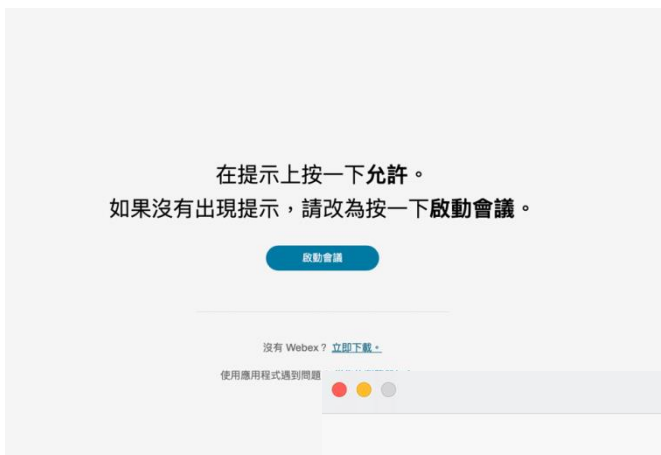 在提示上按一下允許。
如果沒有出現提示，請改為按一下啟動會議。
啟動會議
沒有 Webex？ 立即下載。
使用應用程式遇到問題